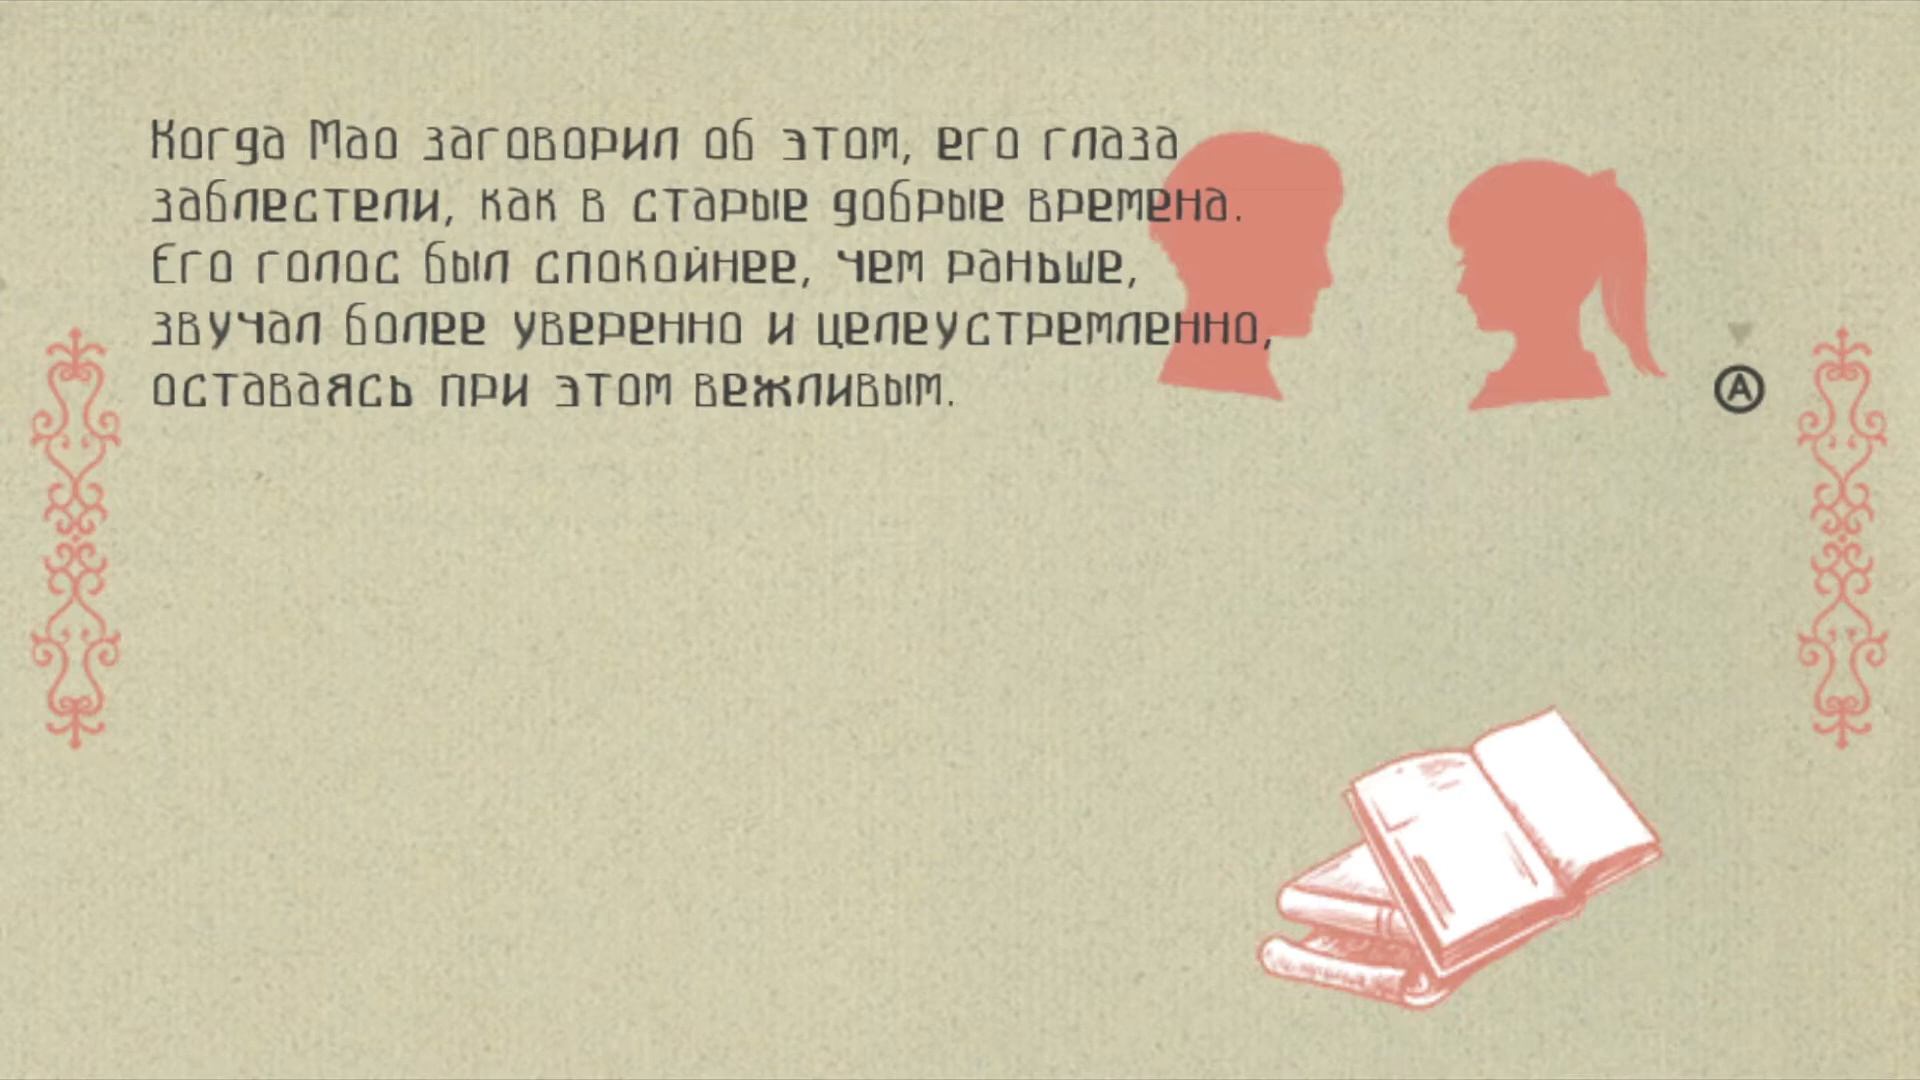 Когда Мао заговорил об этом, его глаза
заблестели, как в старые добрые времена.
Его голос был спокойнее, чем раньше,
звучал более уверенно и целеустремленно,
оставаясь при этом вежливым.
A